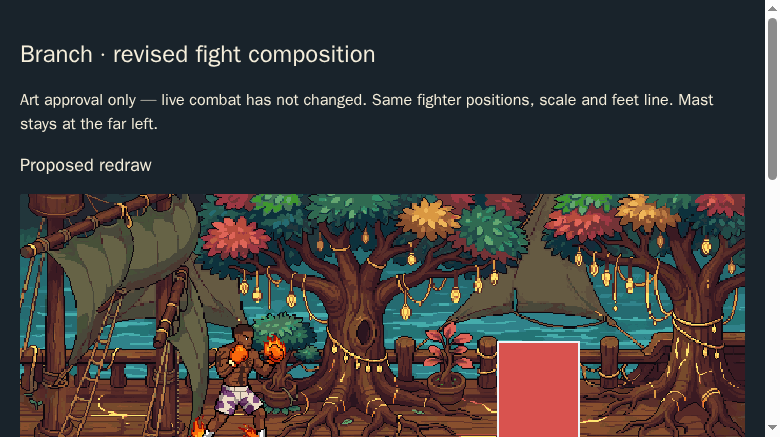 Branch · revised fight composition
Art approval only — live combat has not changed. Same fighter positions, scale and feet line. Mast
stays at the far left.
Proposed redraw